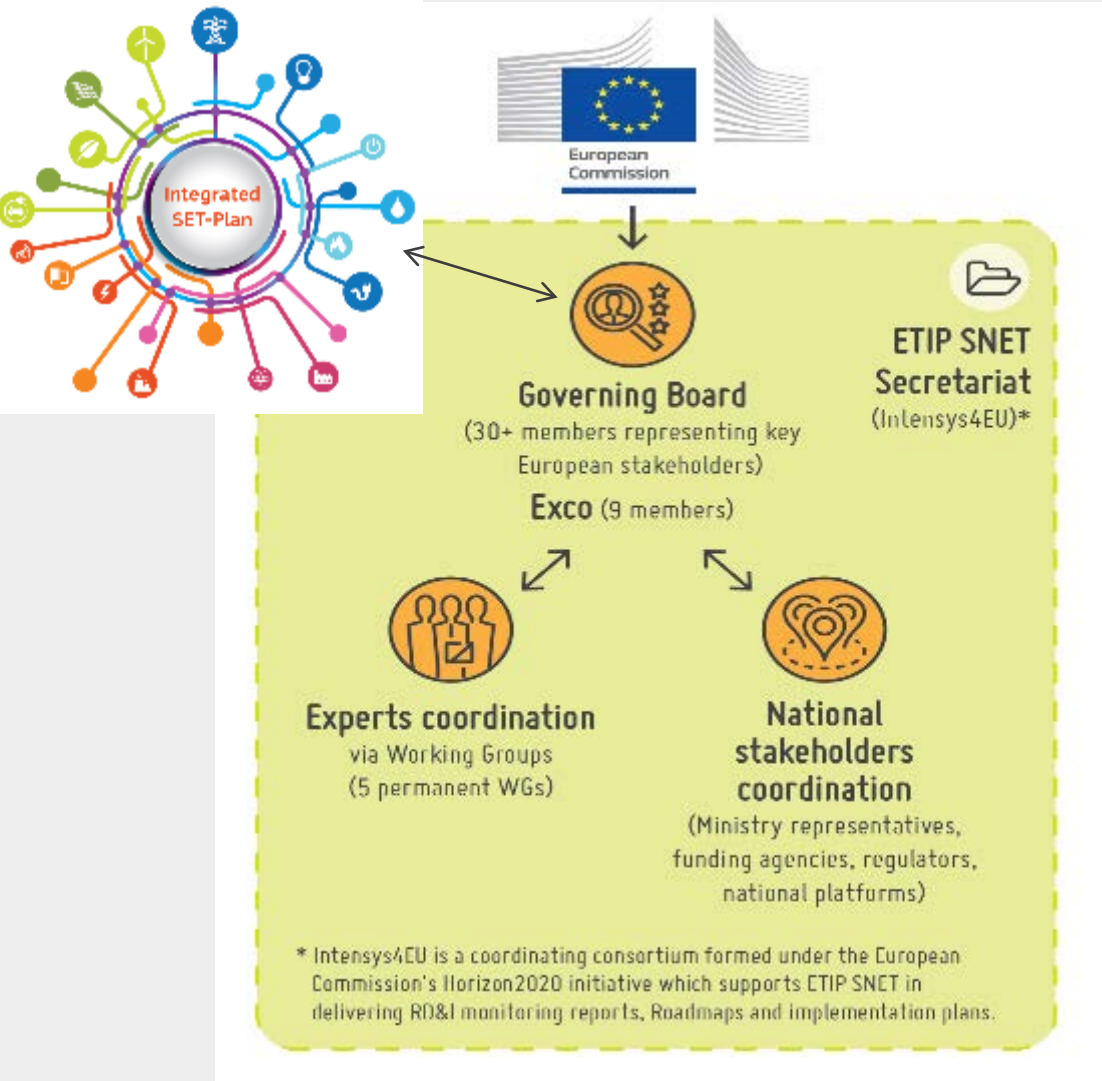 Integrated
SET-Plan
European
Commission
ETIP SNET
Secretariat
(Intensys4EU)*
Governing Board
(30+ members representing key
European stakeholders)
Exco (9 members)
Experts coordination
via Working Groups
(5 permanent WGs)
National
stakeholders
coordination
(Ministry representatives,
funding agencies, regulators,
national platforms)
* Intensys4EU is a coordinating consortium formed under the European
Commission's Horizon2020 initiative which supports ETIP SNET in
delivering RD&I monitoring reports, Roadmaps and implementation plans.